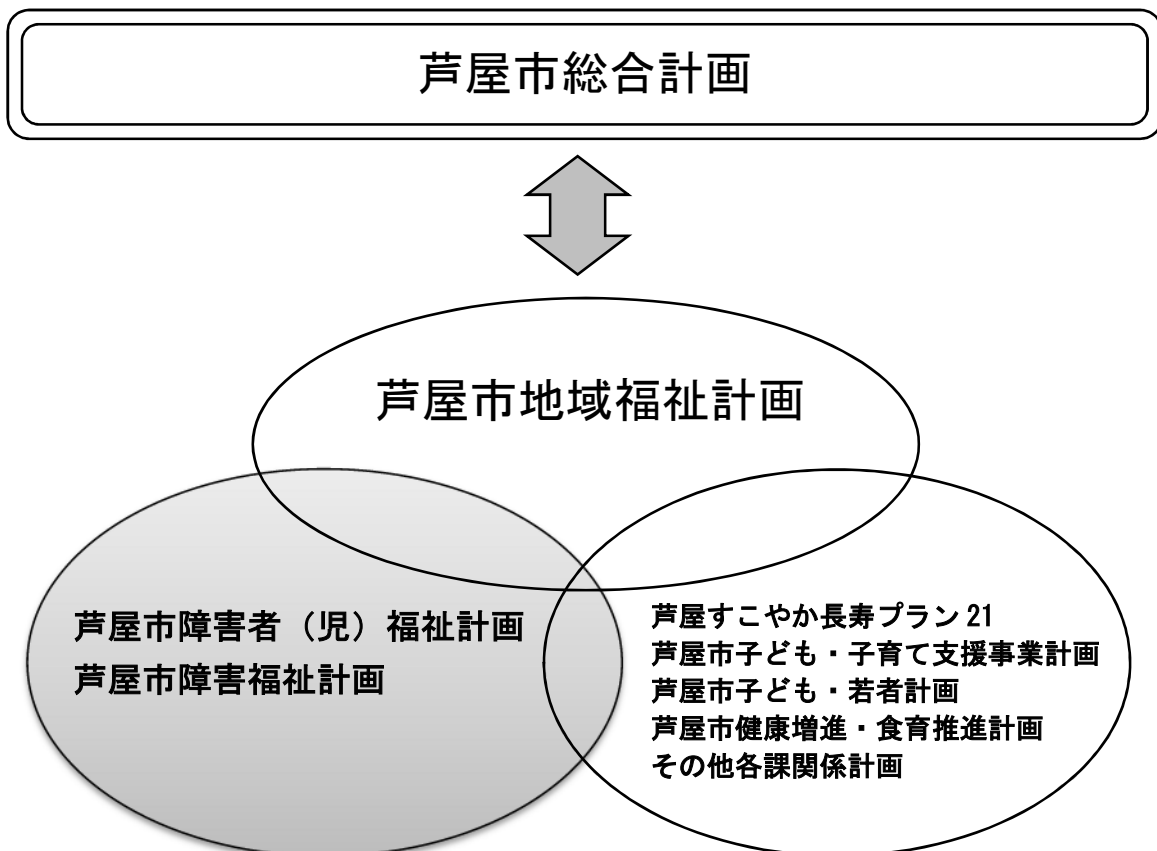 芦屋市総合計画
芦屋市地域福祉計画
芦屋市障害者（児）福祉計画
芦屋市障害福祉計画
芦屋すこやか長寿プラン 21
芦屋市子ども・子育て支援事業計画
芦屋市子ども・若者計画
芦屋市健康増進・食育推進計画
その他各課関係計画